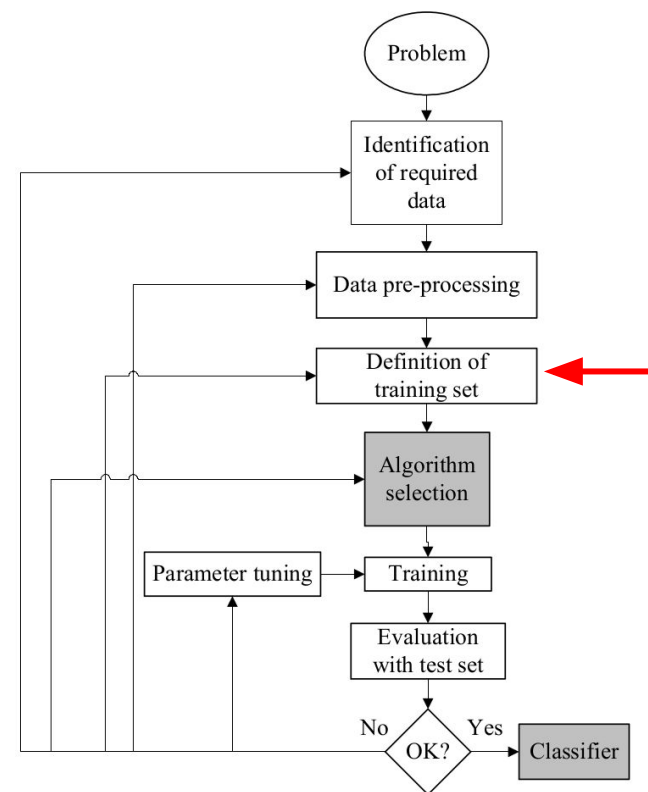 Problem
Identification
of required
data
Data pre-processing
Definition of
training set
Algorithm
selection
Parameter tuning
Training
Evaluation
with test set
No
OK?
Yes
Classifier